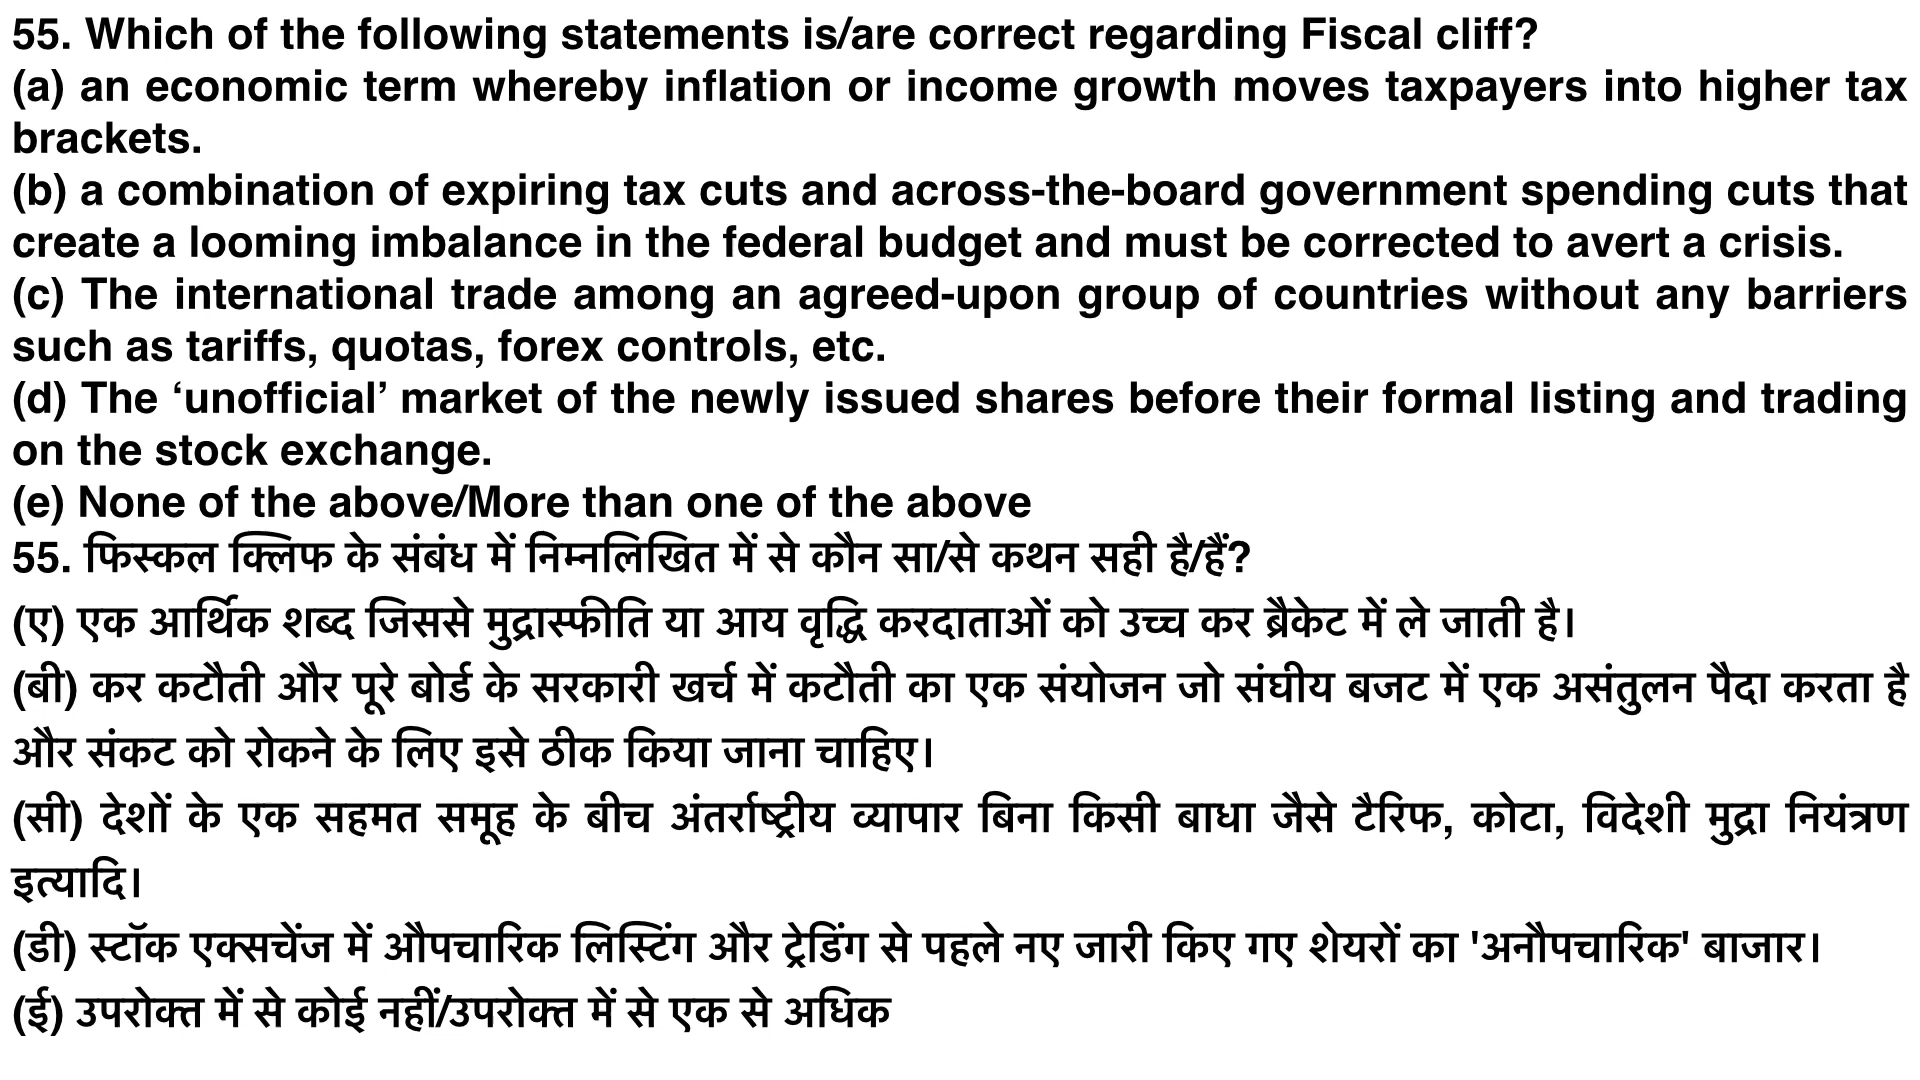 55. Which of the following statements is/are correct regarding Fiscal cliff?
(a) an economic term whereby inflation or income growth moves taxpayers into higher tax
brackets.
(b) a combination of expiring tax cuts and across-the-board government spending cuts that
create a looming imbalance in the federal budget and must be corrected to avert a crisis.
(c) The international trade among an agreed-upon group of countries without any barriers
such as tariffs, quotas, forex controls, etc.
(d) The ‘unofficial’ market of the newly issued shares before their formal listing and trading
on the stock exchange.
(e) None of the above/More than one of the above
55. फिस्कल क्लिफ के संबंध में निम्नलिखित में से कौन सा/से कथन सही है/हैं?
(ए) एक आर्थिक शब्द जिससे मुद्रास्फीति या आय वृद्धि करदाताओं को उच्च कर ब्रैकेट में ले जाती है।
(बी) कर कटौती और पूरे बोर्ड के सरकारी खर्च में कटौती का एक संयोजन जो संघीय बजट में एक असंतुलन पैदा करता है
और संकट को रोकने के लिए इसे ठीक किया जाना चाहिए।
(सी) देशों के एक सहमत समूह के बीच अंतर्राष्ट्रीय व्यापार बिना किसी बाधा जैसे टैरिफ, कोटा, विदेशी मुद्रा नियंत्रण
इत्यादि।
(डी) स्टॉक एक्सचेंज में औपचारिक लिस्टिंग और ट्रेडिंग से पहले नए जारी किए गए शेयरों का 'अनौपचारिक' बाजार।
(ई) उपरोक्त में से कोई नहीं/उपरोक्त में से एक से अधिक